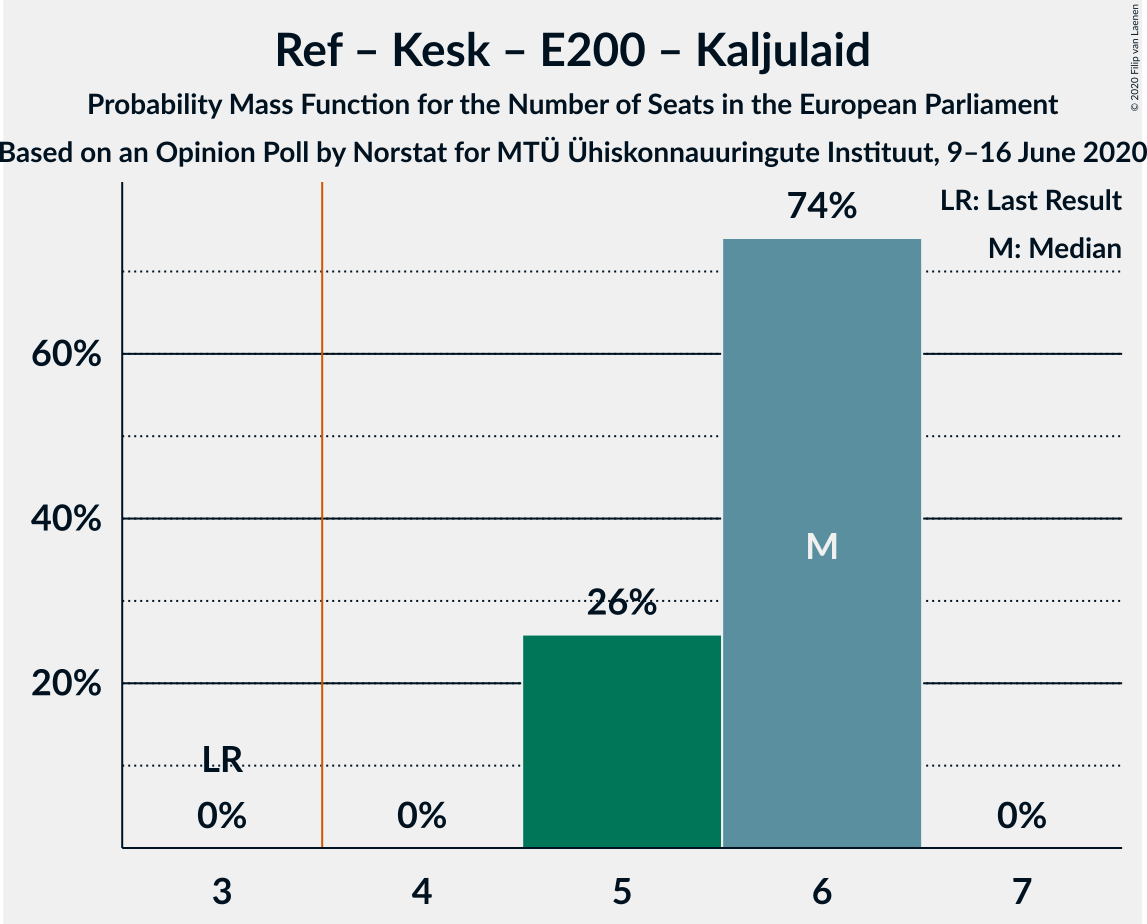 Ref – Kesk – E200 – Kaljulaid
Probability Mass Function for the Number of Seats in the European Parliament
Based on an Opinion Poll by Norstat for MTÜ Ühiskonnauuringute Instituut, 9–16 June 2020
© 2020 Filip van Laenen
LR: Last Result
M: Median
74%
60%
40%
M
26%
20%
LR
0%
0%
0%
3
4
5
6
7